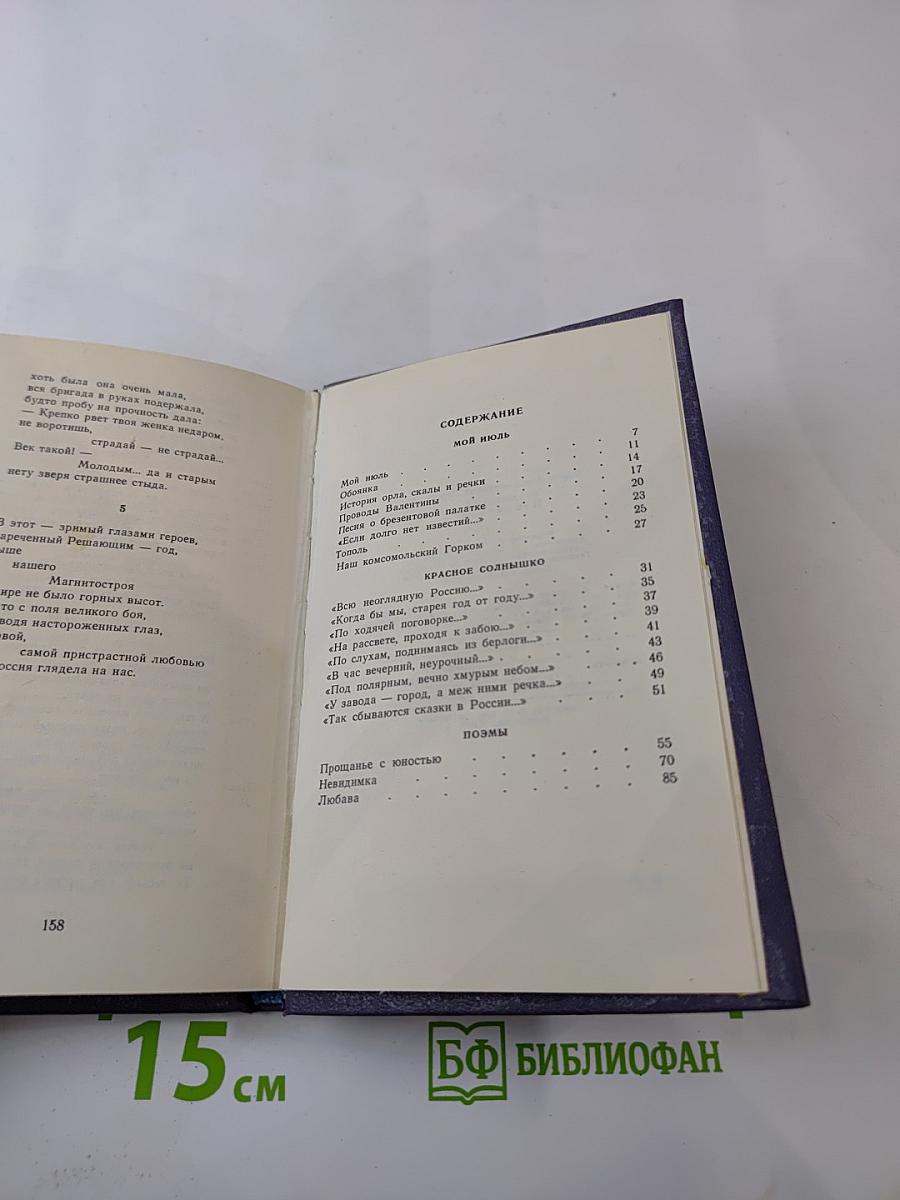 хоть была она очень мала,
вся бригада в руках подержала,
будто пробу на прочность дала:
— Крепко рвет твоя женка недаром,
не воротишь,
страдай — не страдай...
Век такой! —
Молодым... да и старым
нету зверя страшнее стыда.
5
В этот — зримый глазами героев,
нареченный Решающим — год,
выше
нашего
Магнитостроя
мире не было горных высот.
то с поля великого боя,
водя настороженных глаз,
самой пристрастной любовью
оссия глядела на нас.
158
СОДЕРЖАНИЕ
МОЙ ИЮЛЬ
Мой июль . . . . . . . . 7
Обоянка . . . . . . . . 11
История орла, скалы и речки . . . . . 14
Проводы Валентины . . . . . . 17
Песня о брезентовой палатке . . . . . 20
«Если долго нет известий...» . . . . . 23
Тополь . . . . . . . . 25
Наш комсомольский Горком . . . . . 27
КРАСНОЕ СОЛНЫШКО
«Всю неоглядную Россию...» . . . . . 31
«Когда бы мы, старея год от году...» . . . 35
«По ходячей поговорке...» . . . . . 37
«На рассвете, проходя к забою...» . . . . 39
«По слухам, поднимаясь из берлоги...» . . . 41
«В час вечерний, неурочный...» . . . . . 43
«Под полярным, вечно хмурым небом...» . . . 46
«У завода — город, а меж ними речка...» . . . 49
«Так сбываются сказки в России...» . . . . 51
ПОЭМЫ
Прощанье с юностью . . . . . . 55
Невидимка . . . . . . . . 70
Любава . . . . . . . . . 85
15 см
БФ БИБЛИОФАН